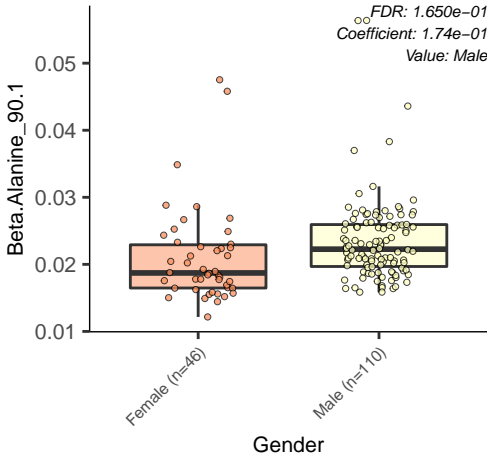 FDR: 1.650e−01
Coefficient: 1.74e−01
Value: Male
Beta.Alanine_90.1
0.05
0.04
0.03
0.02
0.01
Female (n=46)
Male (n=110)
Gender